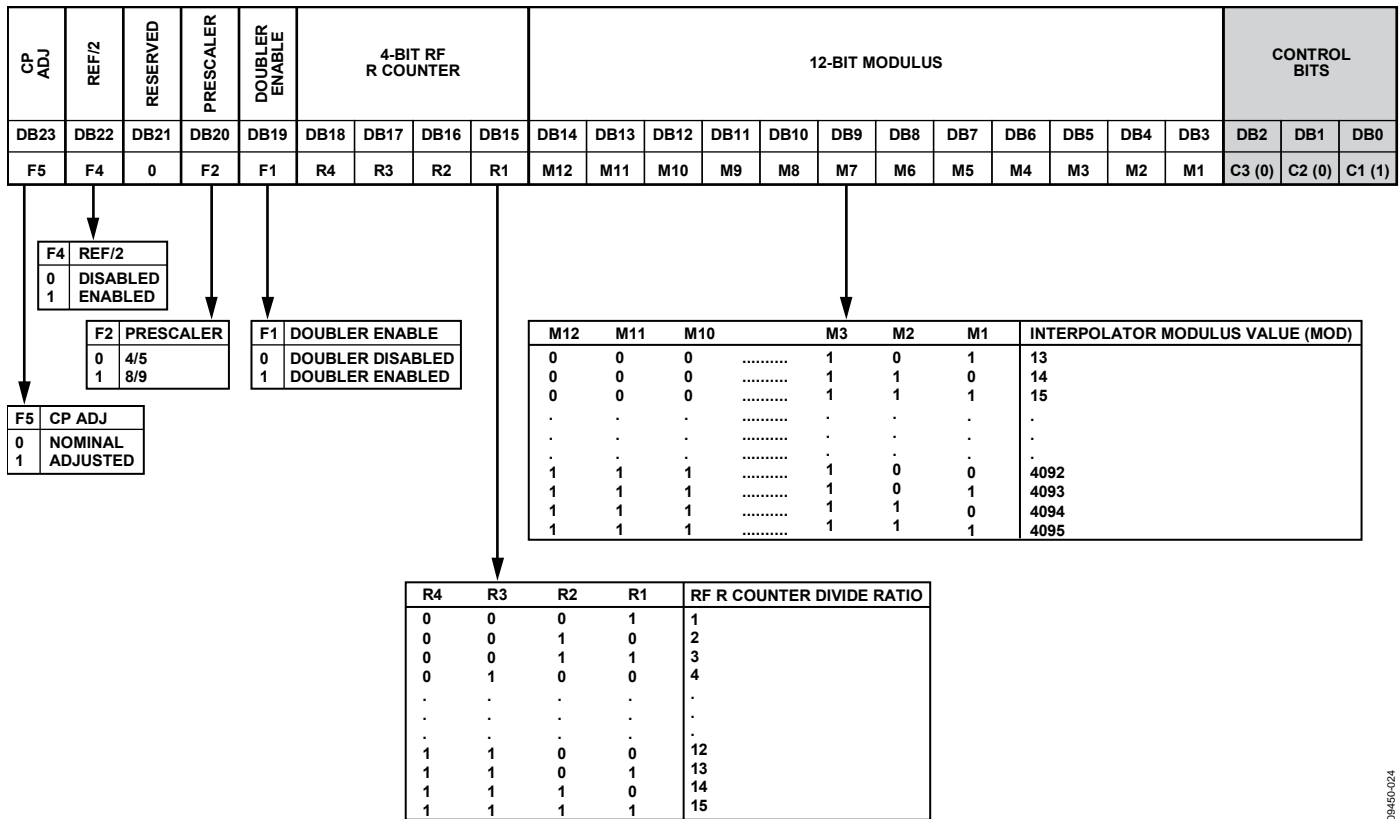 CP ADJ REF/2 RESERVED PRESCALER DOUBLER ENABLE 4-BIT RF R COUNTER 12-BIT MODULUS CONTROL BITS
DB23 DB22 DB21 DB20 DB19 DB18 DB17 DB16 DB15 DB14 DB13 DB12 DB11 DB10 DB9 DB8 DB7 DB6 DB5 DB4 DB3 DB2 DB1 DB0
F5 F4 0 F2 F1 R4 R3 R2 R1 M12 M11 M10 M9 M8 M7 M6 M5 M4 M3 M2 M1 C3 (0) C2 (0) C1 (1)
F4 REF/2
0 DISABLED
1 ENABLED
F2 PRESCALER
0 4/5
1 8/9
F1 DOUBLER ENABLE
0 DOUBLER DISABLED
1 DOUBLER ENABLED
F5 CP ADJ
0 NOMINAL
1 ADJUSTED
M12 M11 M10 M3 M2 M1 INTERPOLATOR MODULUS VALUE (MOD)
0 0 0 .......... 1 0 1 13
0 0 0 .......... 1 1 0 14
0 0 0 .......... 1 1 1 15
. . . .......... . . . .
. . . .......... . . . .
. . . .......... . . . .
1 1 1 .......... 1 0 0 4092
1 1 1 .......... 1 0 1 4093
1 1 1 .......... 1 1 0 4094
1 1 1 .......... 1 1 1 4095
R4 R3 R2 R1 RF R COUNTER DIVIDE RATIO
0 0 0 1 1
0 0 1 0 2
0 0 1 1 3
0 1 0 0 4
. . . . .
. . . . .
. . . . .
1 1 0 0 12
1 1 0 1 13
1 1 1 0 14
1 1 1 1 15
09450-024